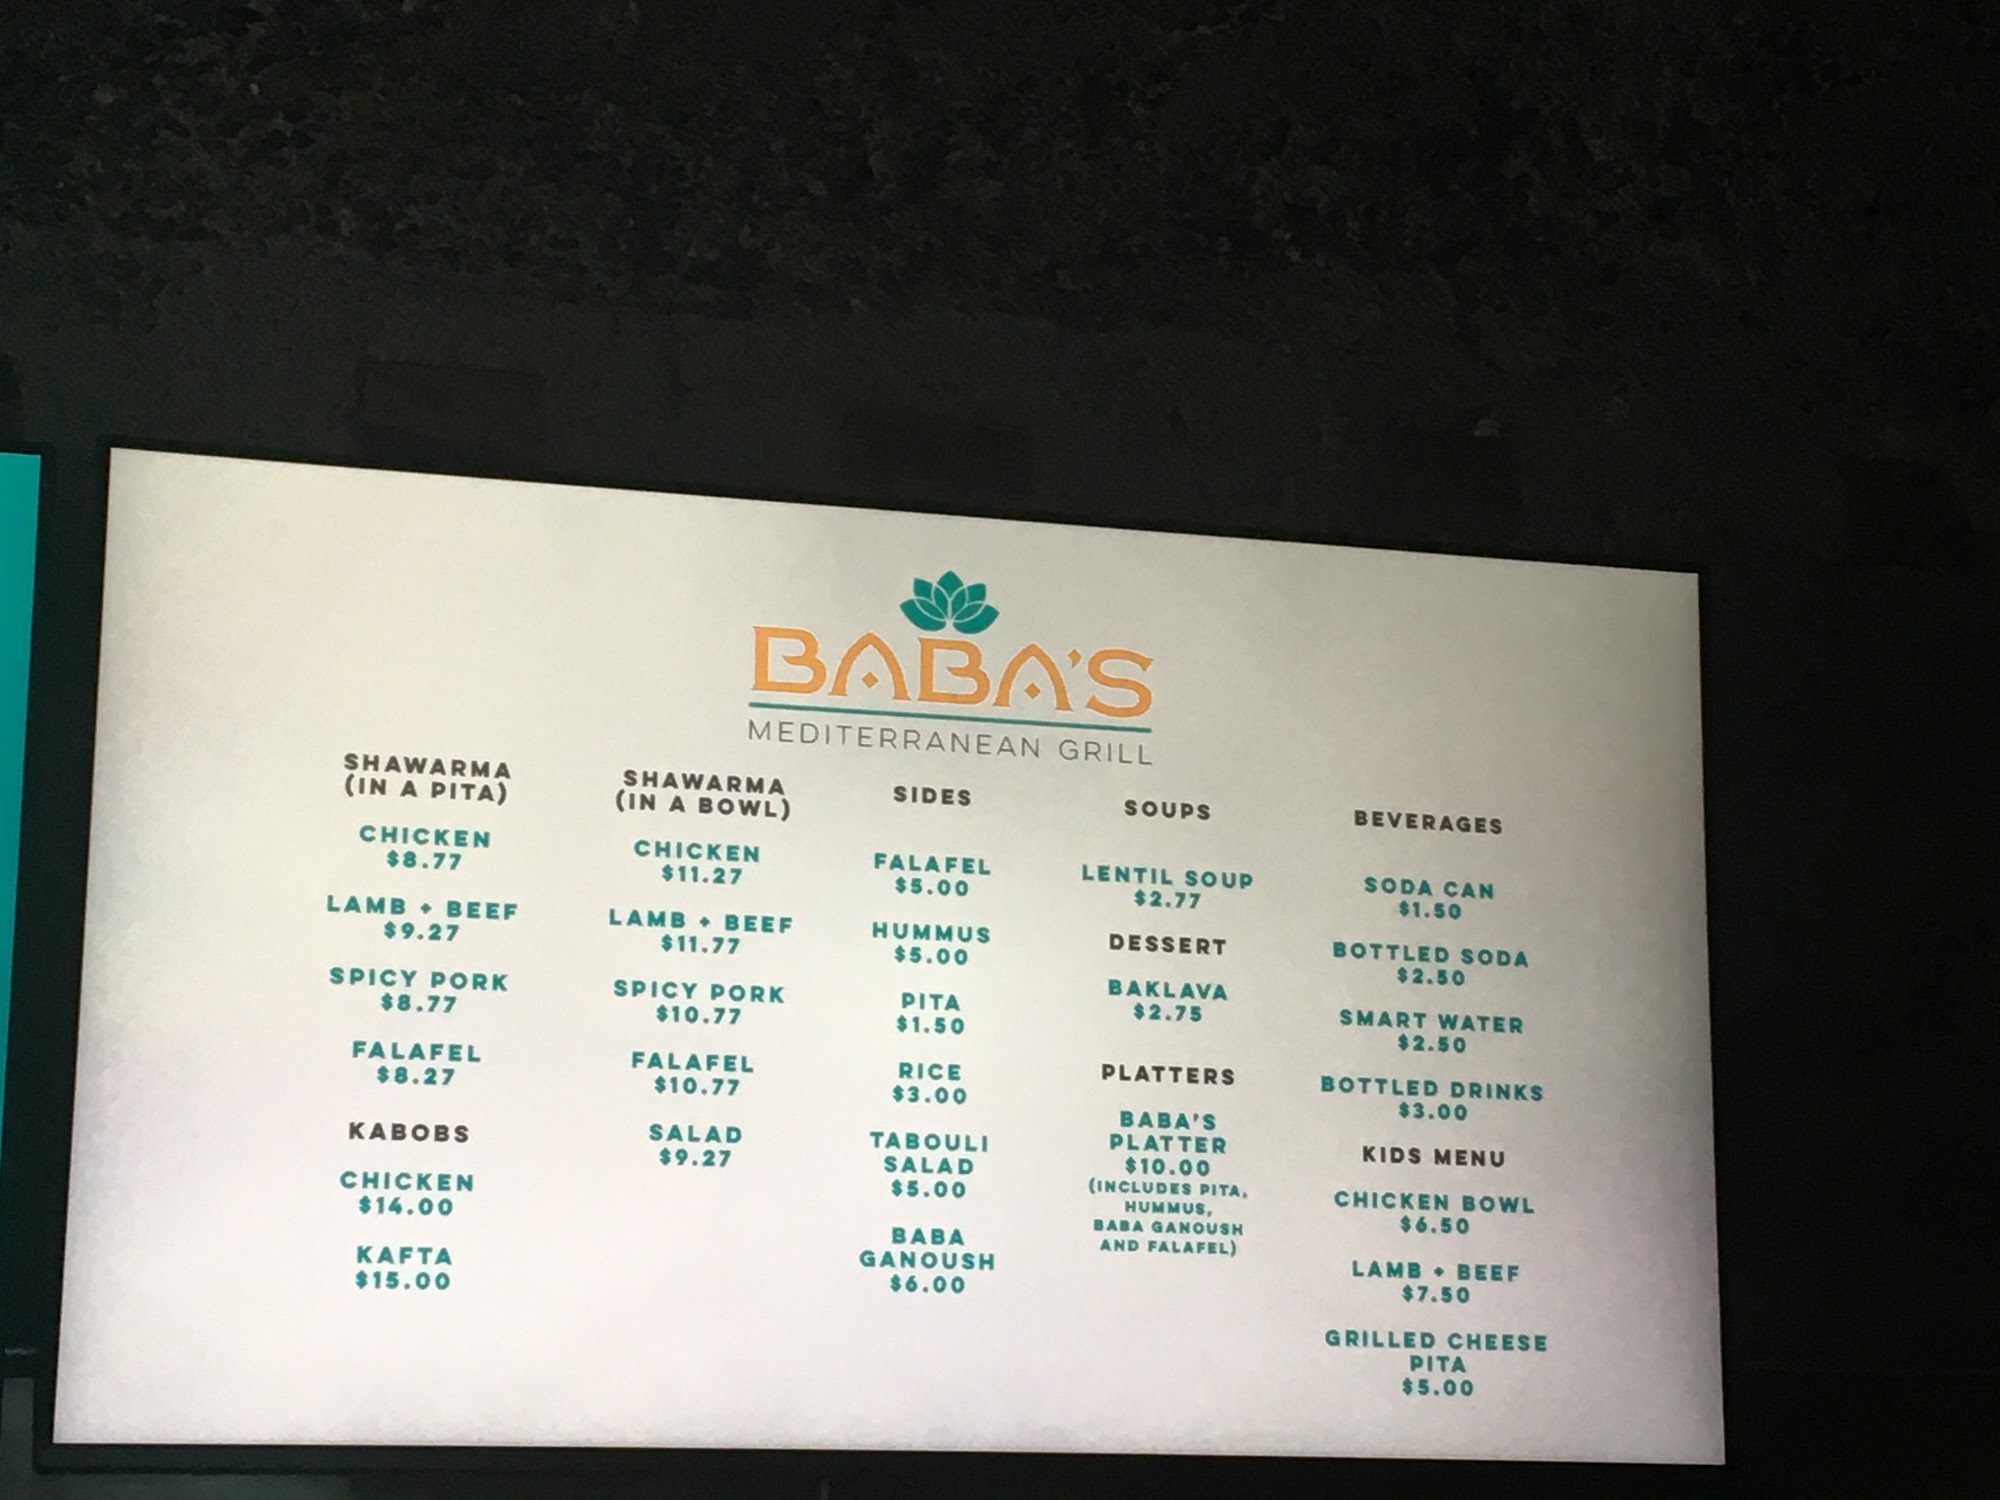 BABA'S
MEDITERRANEAN GRILL
SHAWARMA
(IN A PITA)
CHICKEN
$8.77
LAMB + BEEF
$9.27
SPICY PORK
$8.77
FALAFEL
$8.27
KABOBS
CHICKEN
$14.00
KAFTA
$15.00
SHAWARMA
(IN A BOWL)
CHICKEN
$11.27
LAMB + BEEF
$11.77
SPICY PORK
$10.77
FALAFEL
$10.77
SALAD
$9.27
SIDES
FALAFEL
$5.00
HUMMUS
$5.00
PITA
$1.50
RICE
$3.00
TABOULI
SALAD
$5.00
BABA
GANOUSH
$6.00
SOUPS
LENTIL SOUP
$2.77
DESSERT
BAKLAVA
$2.75
PLATTERS
BABA'S
PLATTER
$10.00
(INCLUDES PITA,
HUMMUS,
BABA GANOUSH
AND FALAFEL)
BEVERAGES
SODA CAN
$1.50
BOTTLED SODA
$2.50
SMART WATER
$2.50
BOTTLED DRINKS
$3.00
KIDS MENU
CHICKEN BOWL
$6.50
LAMB + BEEF
$7.50
GRILLED CHEESE
PITA
$5.00